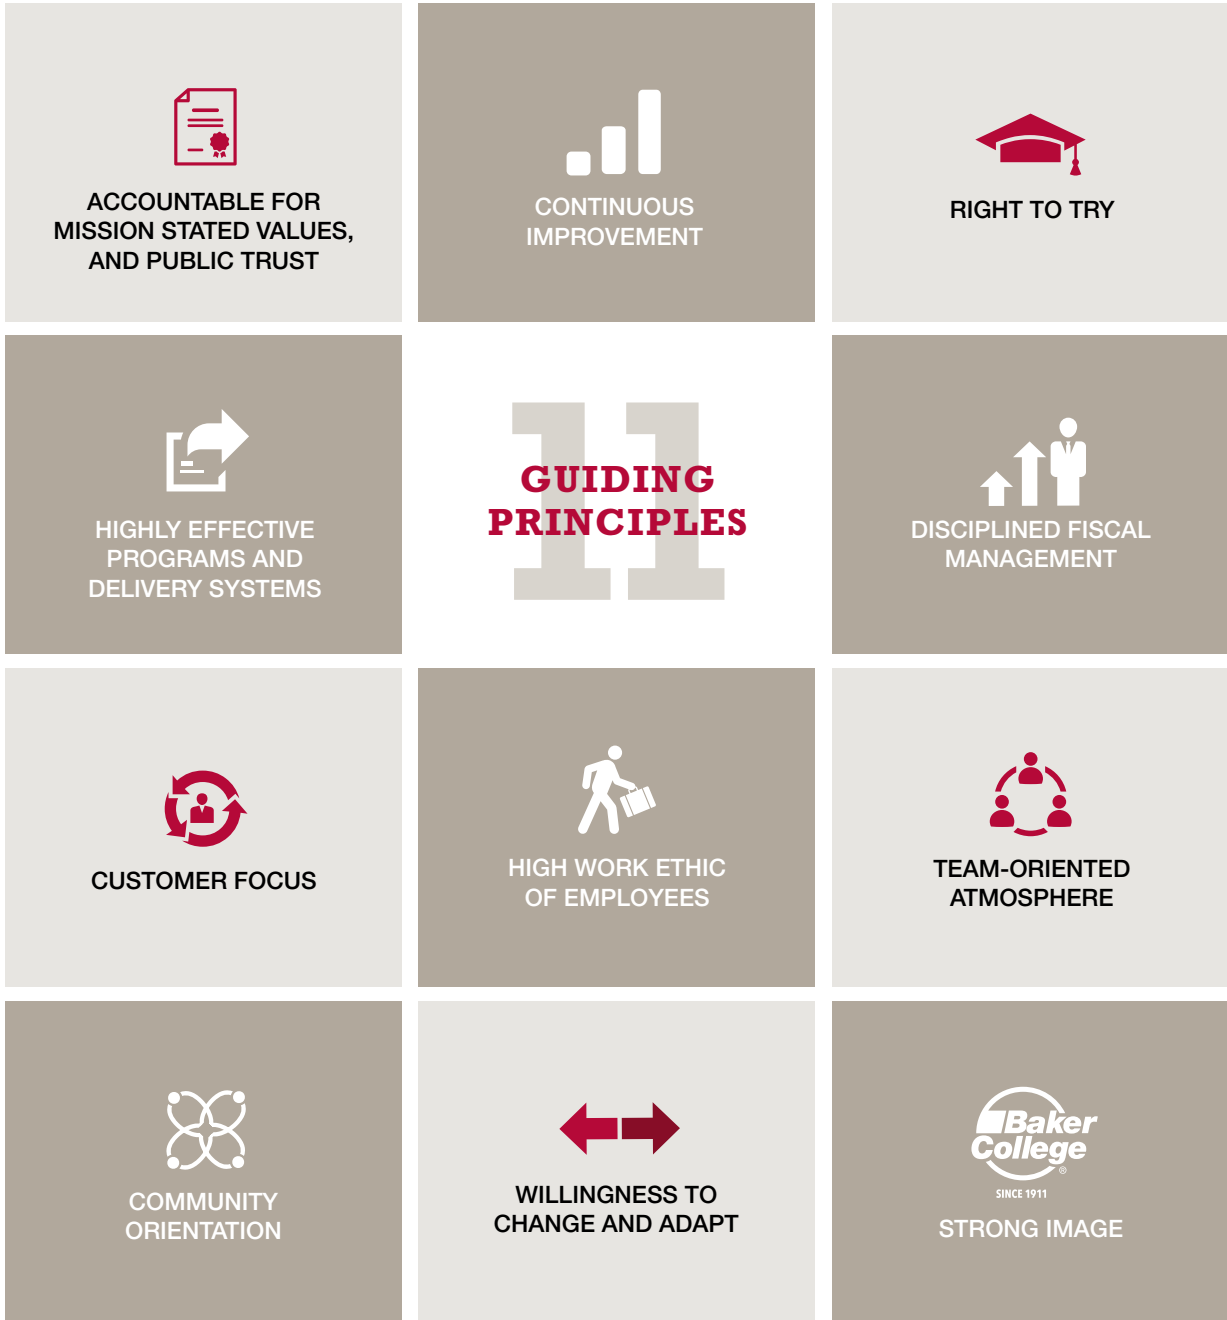 ACCOUNTABLE FOR
MISSION STATED VALUES,
AND PUBLIC TRUST
CONTINUOUS
IMPROVEMENT
RIGHT TO TRY
HIGHLY EFFECTIVE
PROGRAMS AND
DELIVERY SYSTEMS
11
GUIDING
PRINCIPLES
DISCIPLINED FISCAL
MANAGEMENT
CUSTOMER FOCUS
HIGH WORK ETHIC
OF EMPLOYEES
TEAM-ORIENTED
ATMOSPHERE
COMMUNITY
ORIENTATION
WILLINGNESS TO
CHANGE AND ADAPT
Baker
College®
SINCE 1911
STRONG IMAGE